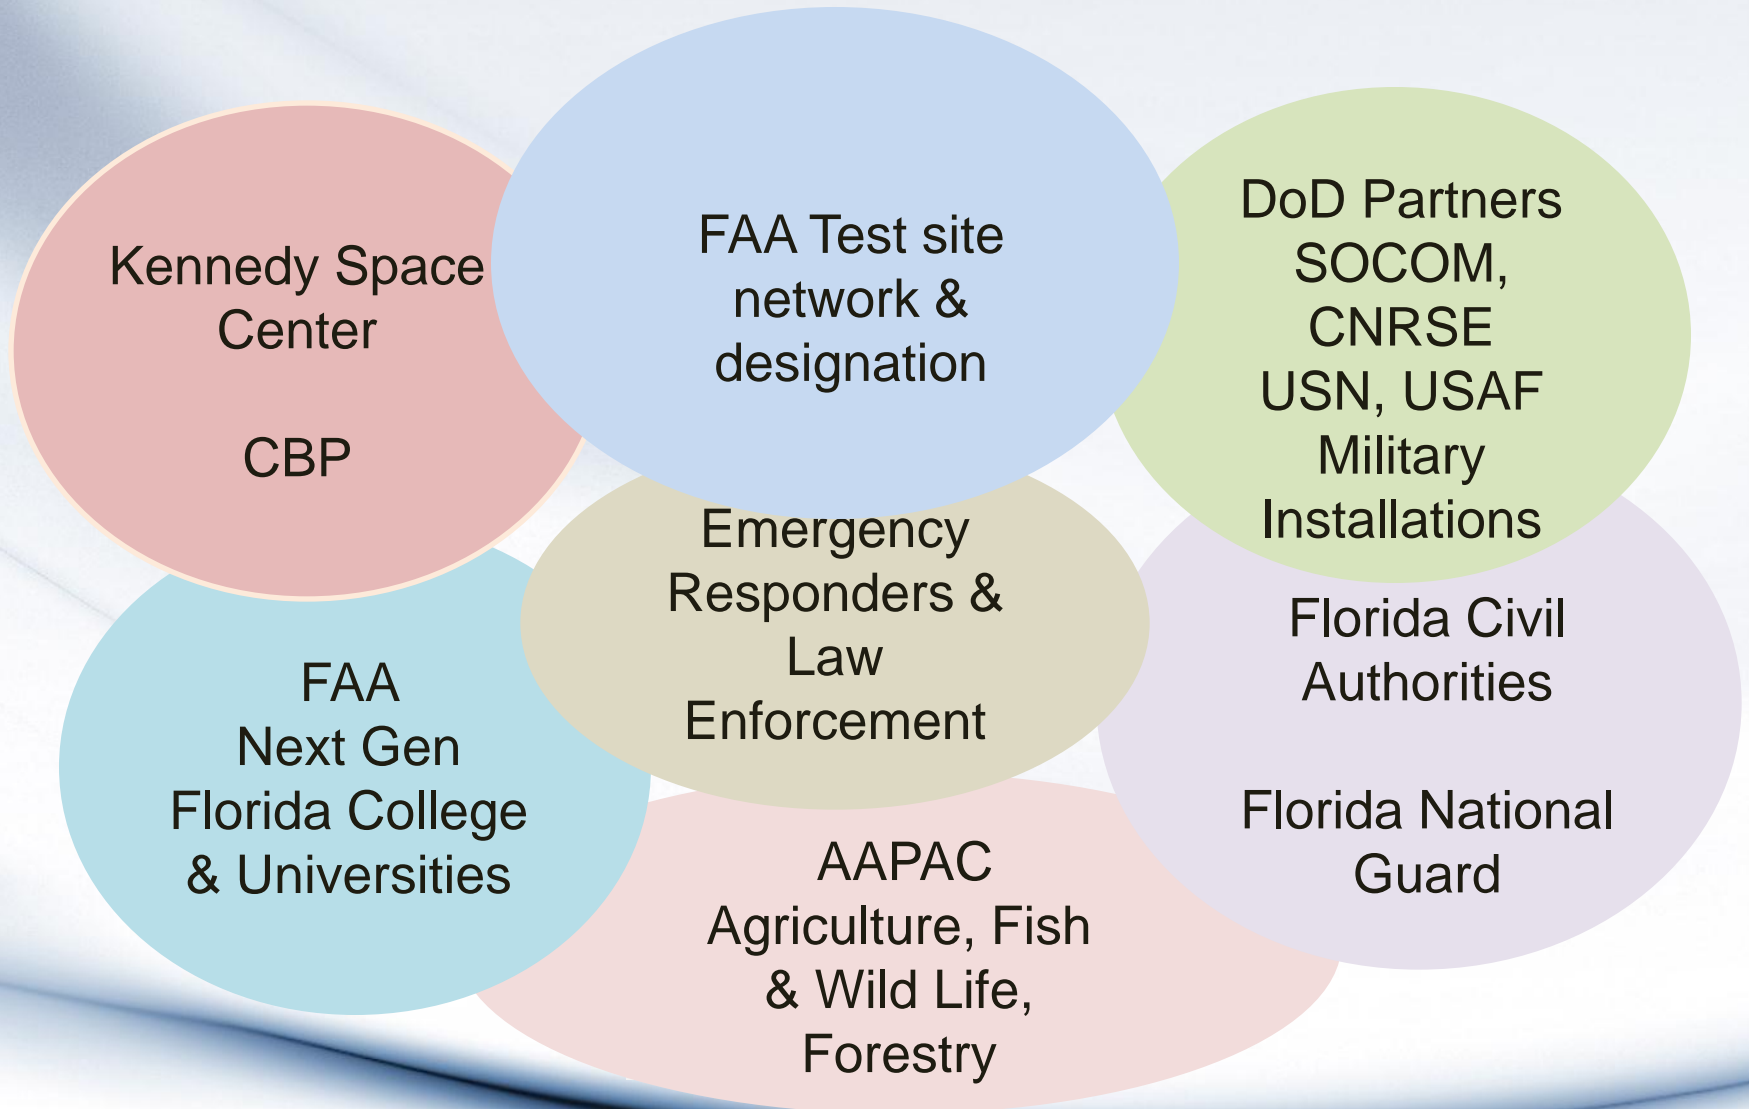 Kennedy Space
Center
CBP
FAA Test site
network &
designation
DoD Partners
SOCOM,
CNRSE
USN, USAF
Military
Installations
Emergency
Responders &
Law
Enforcement
FAA
Next Gen
Florida College
& Universities
Florida Civil
Authorities
Florida National
Guard
AAPAC
Agriculture, Fish
& Wild Life,
Forestry